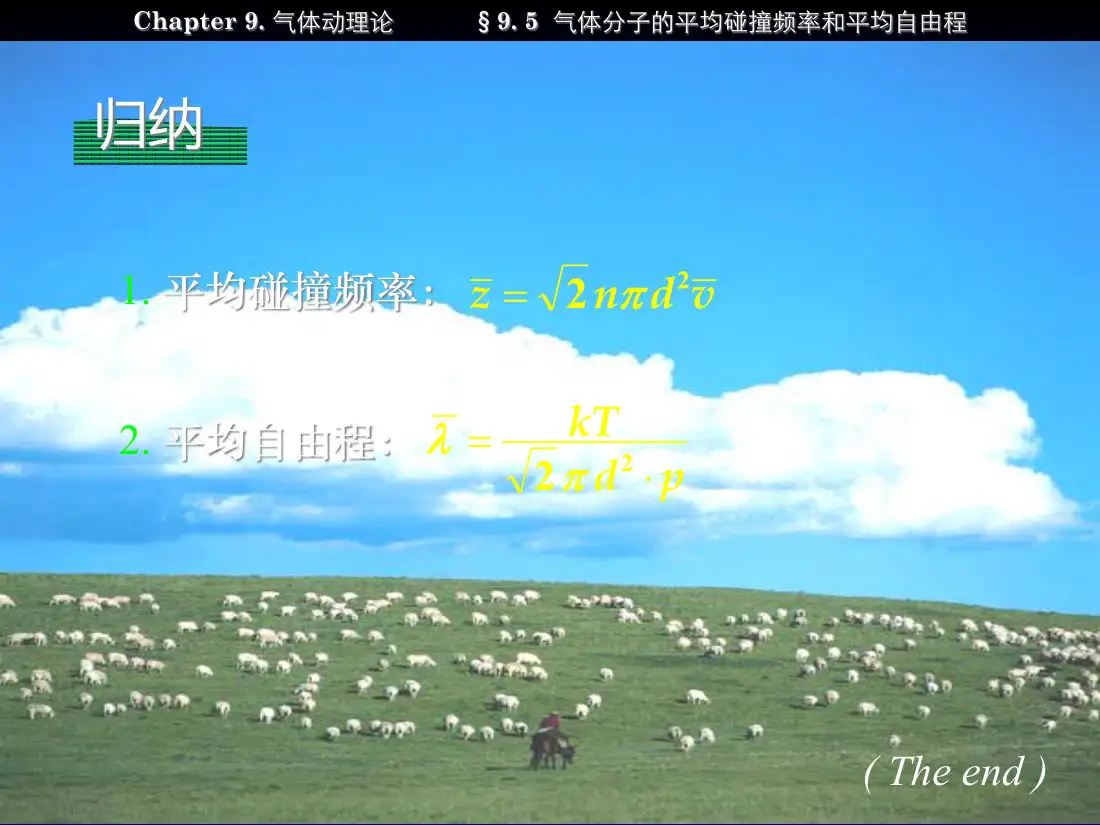 Chapter 9. 气体动理论 §9. 5 气体分子的平均碰撞频率和平均自由程
归纳
1. 平均碰撞频率: z̅ = √2 nπd²v̅
2. 平均自由程: λ̅ = kT / (√2 πd² · p)
( The end )